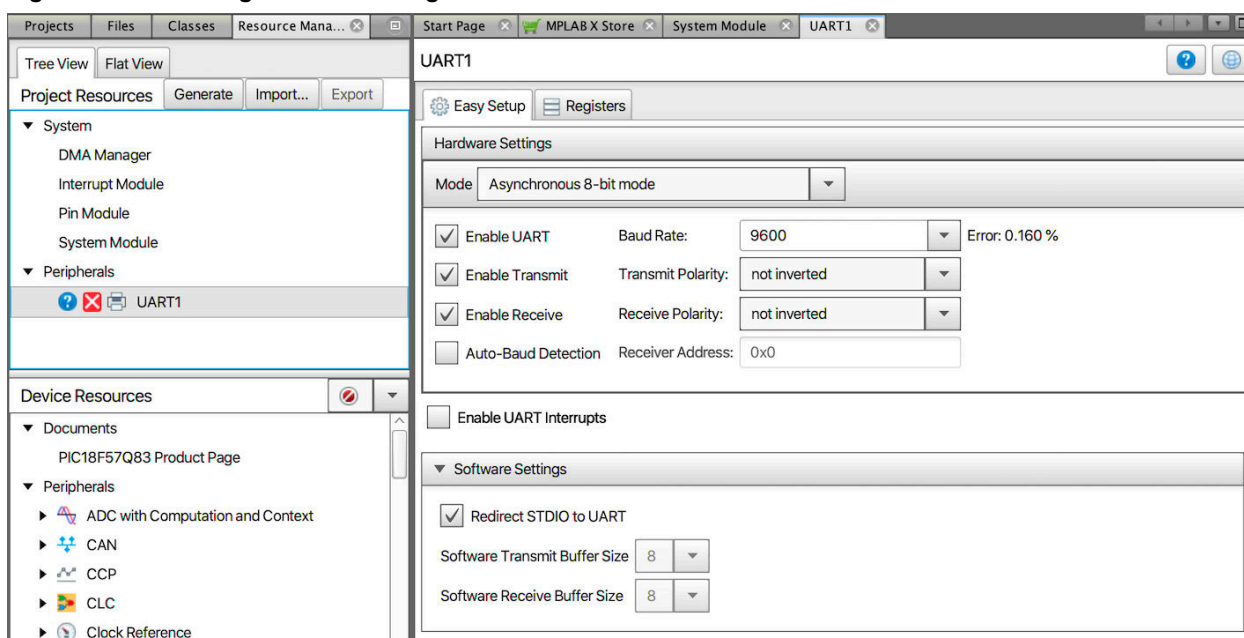 Projects Files Classes Resource Mana...
Tree View Flat View
Project Resources Generate Import... Export
System
DMA Manager
Interrupt Module
Pin Module
System Module
Peripherals
UART1
Device Resources
Documents
PIC18F57Q83 Product Page
Peripherals
ADC with Computation and Context
CAN
CCP
CLC
Clock Reference
Start Page MPLAB X Store System Module UART1
UART1
Easy Setup Registers
Hardware Settings
Mode Asynchronous 8-bit mode
Enable UART Baud Rate: 9600 Error: 0.160 %
Enable Transmit Transmit Polarity: not inverted
Enable Receive Receive Polarity: not inverted
Auto-Baud Detection Receiver Address: 0x0
Enable UART Interrupts
Software Settings
Redirect STDIO to UART
Software Transmit Buffer Size 8
Software Receive Buffer Size 8